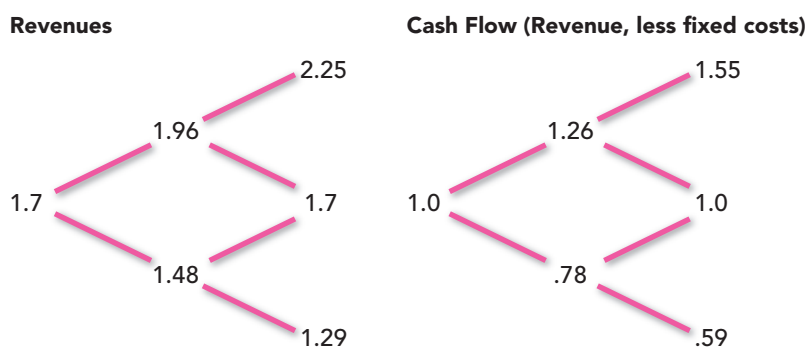 Revenues Cash Flow (Revenue, less fixed costs)
2.25 1.55
1.96 1.26
1.7 1.7 1.0 1.0
1.48 .78
1.29 .59